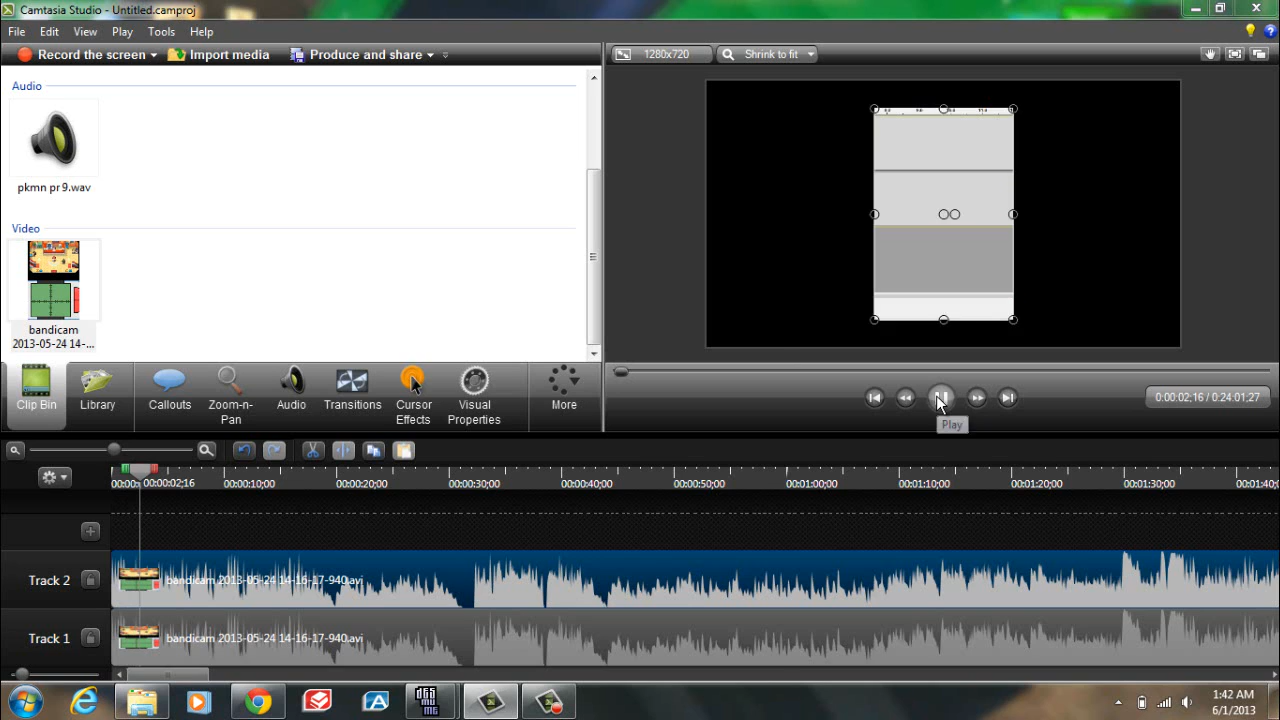 Camtasia Studio - Untitled.camproj
File Edit View Play Tools Help
Record the screen Import media Produce and share
1280x720 Shrink to fit
Audio
pkmn pr 9.wav
Video
bandicam
2013-05-24 14-...
Clip Bin Library Callouts Zoom-n-Pan Audio Transitions Cursor Effects Visual Properties More
0:00:02;16 / 0:24:01;27
Play
00:00: 00:00:02;16 00:00:10;00 00:00:20;00 00:00:30;00 00:00:40;00 00:00:50;00 00:01:00;00 00:01:10;00 00:01:20;00 00:01:30;00 00:01:40;
Track 2 bandicam 2013-05-24 14-16-17-940.avi
Track 1 bandicam 2013-05-24 14-16-17-940.avi
1:42 AM
6/1/2013